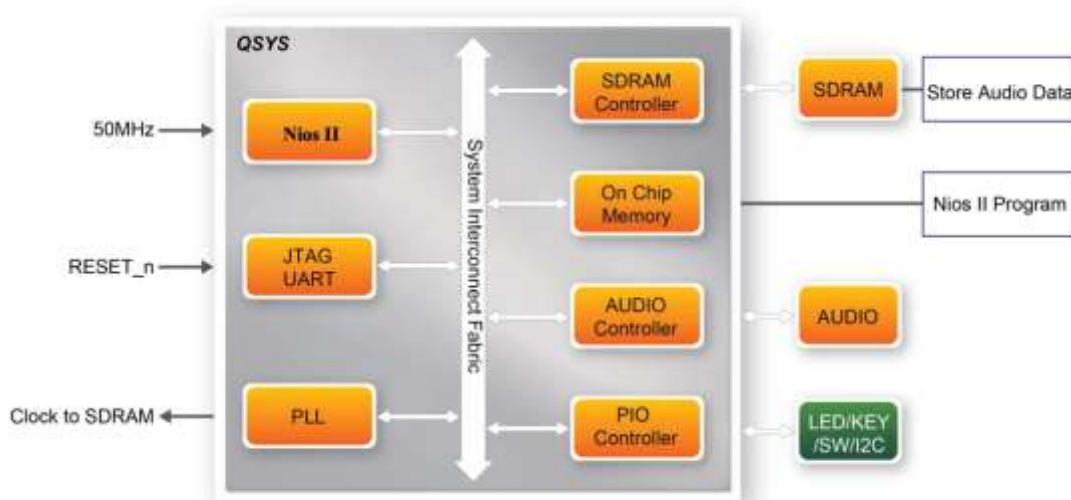 QSYS
50MHz
Nios II
RESET_n
JTAG
UART
Clock to SDRAM
PLL
System Interconnect Fabric
SDRAM
Controller
On Chip
Memory
AUDIO
Controller
PIO
Controller
SDRAM
Store Audio Data
Nios II Program
AUDIO
LED/KEY
/SW/I2C